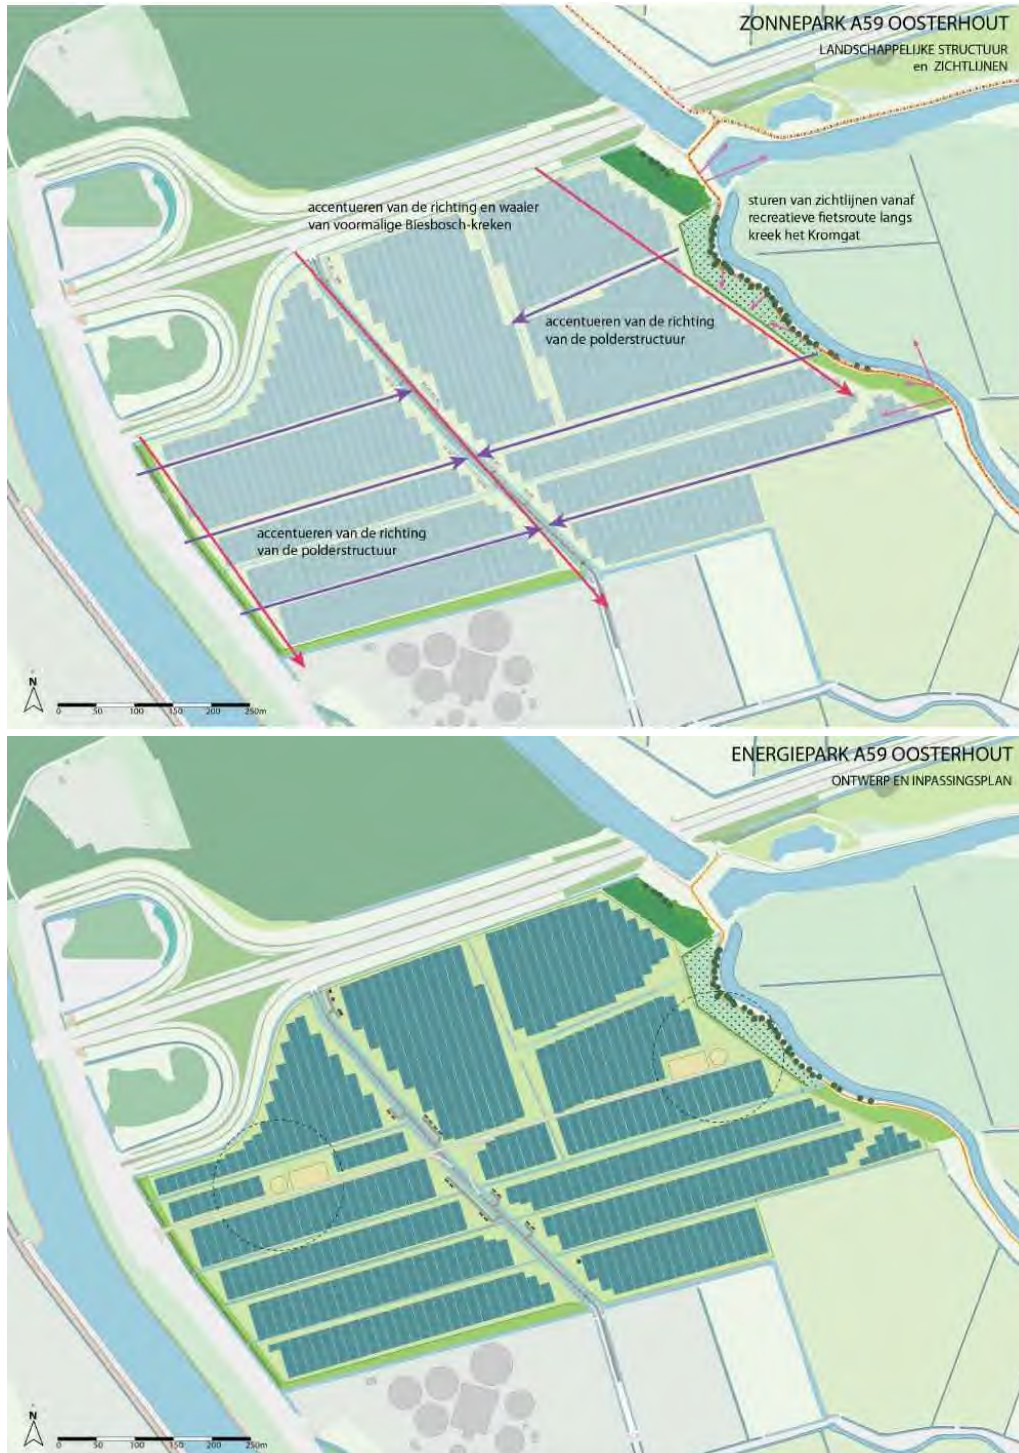 ZONNEPARK A59 OOSTERHOUT
LANDSCHAPPELIJKE STRUCTUUR
en ZICHTLIJNEN
accentueren van de richting en waaier
van voormalige Biesbosch-kreken
sturen van zichtlijnen vanaf
recreatieve fietsroute langs
kreek het Kromgat
accentueren van de richting
van de polderstructuur
accentueren van de richting
van de polderstructuur
N
0 50 100 150 200 250m
ENERGIEPARK A59 OOSTERHOUT
ONTWERP EN INPASSINGSPLAN
N
0 50 100 150 200 250m